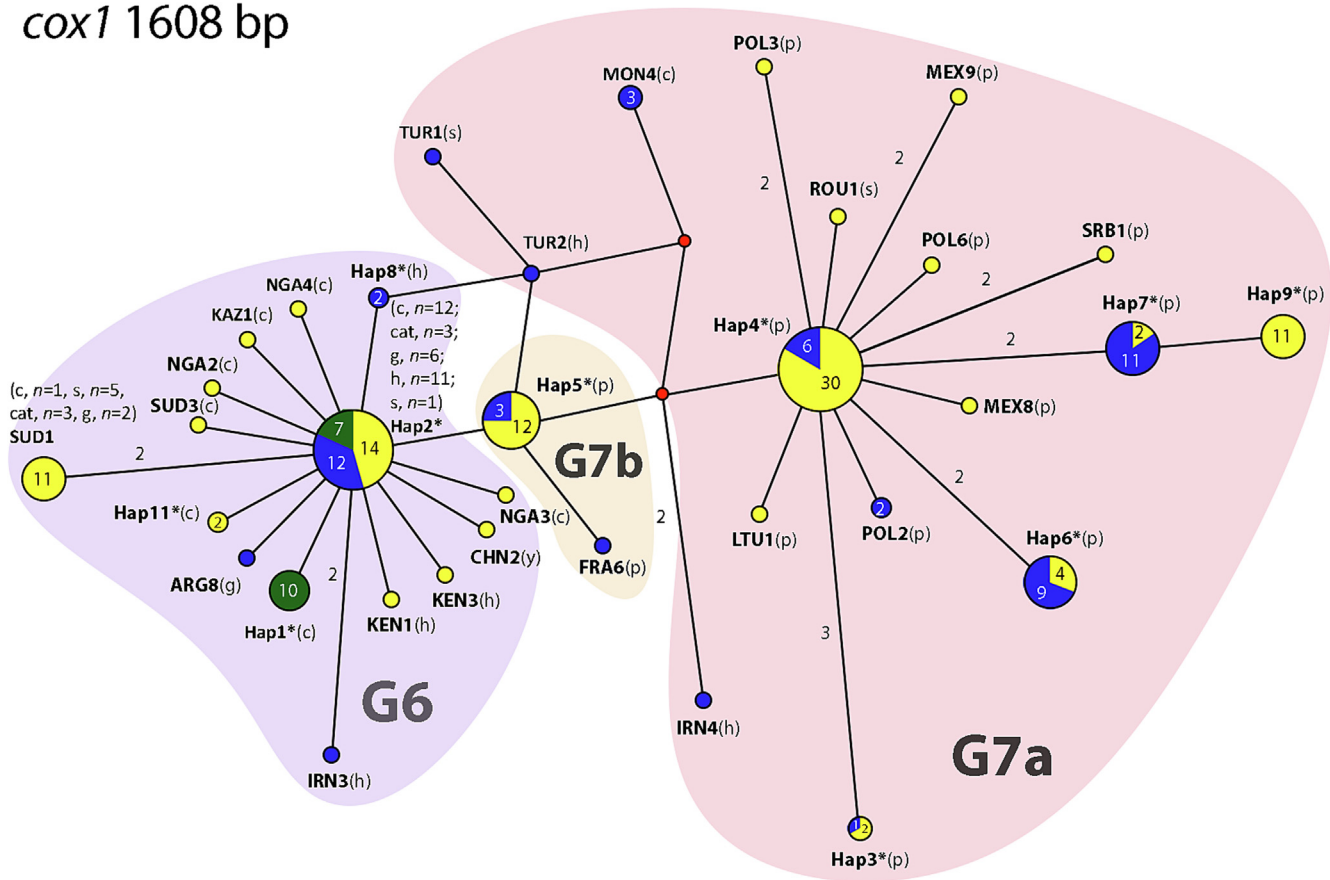 cox1 1608 bp
POL3(p)
MEX9(p)
MON4(c)
3
TUR1(s)
2
2
ROU1(s)
POL6(p)
SRB1(p)
TUR2(h)
2
Hap8*(h)
2
NGA4(c)
KAZ1(c)
Hap7*(p)
2
11
Hap9*(p)
11
(c, n=12;
cat, n=3;
g, n=6;
h, n=11;
s, n=1)
Hap2*
Hap4*(p)
6
30
2
NGA2(c)
(c, n=1, s, n=5,
cat, n=3, g, n=2)
SUD1
SUD3(c)
Hap5*(p)
3
12
MEX8(p)
7
14
12
2
11
G7b
2
Hap11*(c)
2
NGA3(c)
2
LTU1(p)
2
POL2(p)
Hap6*(p)
4
9
CHN2(y)
FRA6(p)
ARG8(g)
10
2
KEN3(h)
KEN1(h)
Hap1*(c)
3
G6
IRN4(h)
G7a
IRN3(h)
1
2
Hap3*(p)